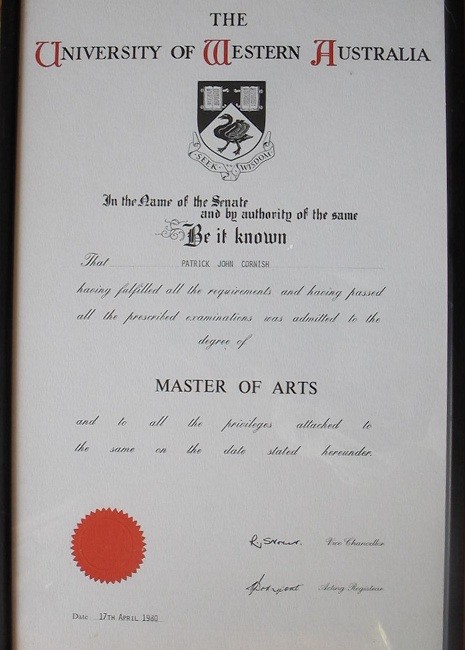 THE
UNIVERSITY OF WESTERN AUSTRALIA
SEEK WISDOM
In the Name of the Senate
and by authority of the same
Be it known
That PATRICK JOHN CORNISH
having fulfilled all the requirements and having passed
all the prescribed examinations was admitted to the
degree of
MASTER OF ARTS
and to all the privileges attached to
the same on the date stated hereunder.
Vice Chancellor
Acting Registrar
Date 17TH APRIL 1980